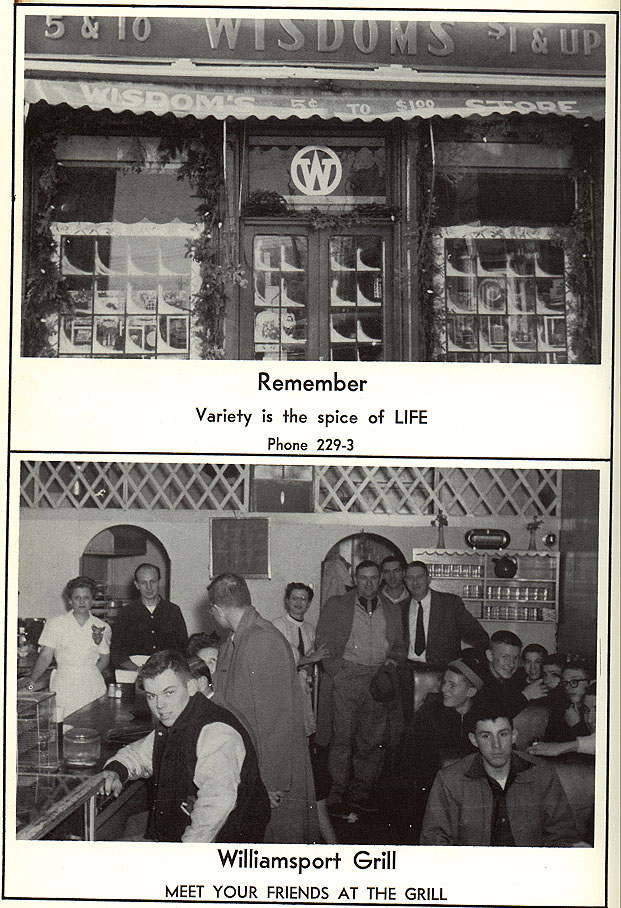 5 & 10 WISDOMS $1 & UP
WISDOM'S 5¢ TO $1.00 STORE
W
Remember
Variety is the spice of LIFE
Phone 229-3
Williamsport Grill
MEET YOUR FRIENDS AT THE GRILL